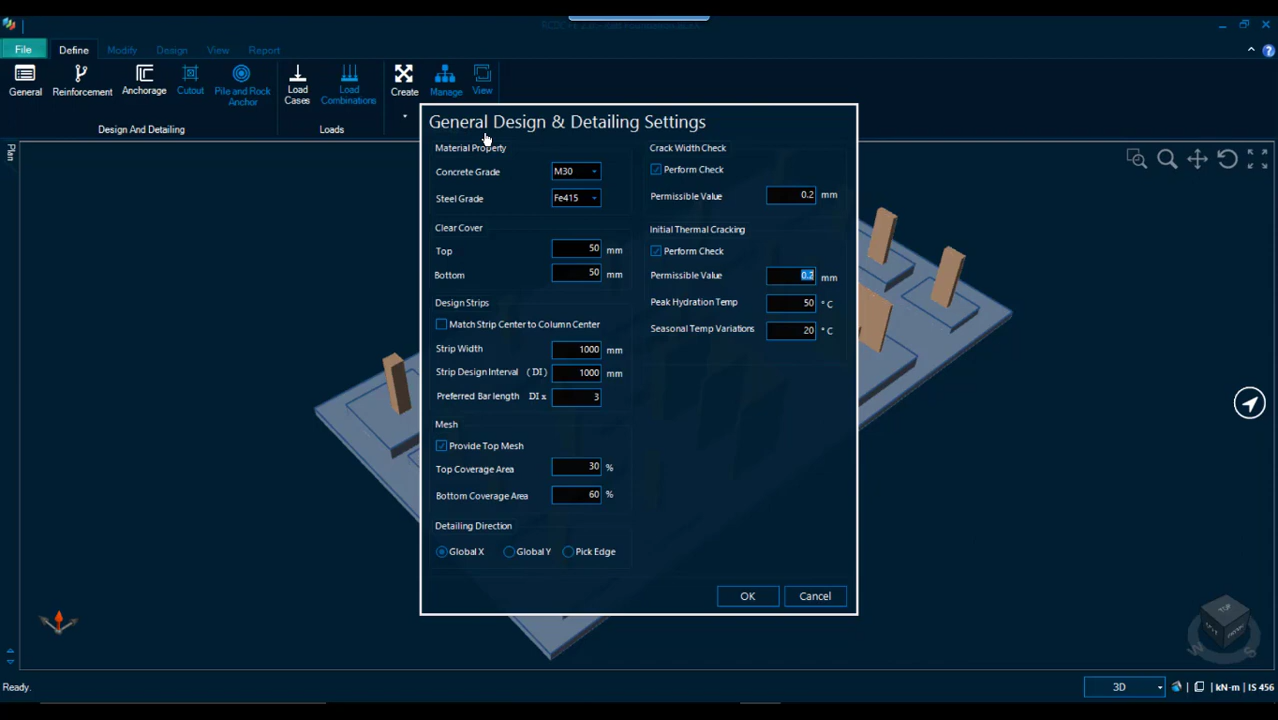 File
Define
Modify
Design
View
Report
General
Reinforcement
Anchorage
Cutout
Pile and Rock
Anchor
Load
Cases
Load
Combinations
Create
Manage
View
Design And Detailing
Loads
Plan
General Design & Detailing Settings
Material Property
Concrete Grade M30
Steel Grade Fe415
Clear Cover
Top 50 mm
Bottom 50 mm
Design Strips
Match Strip Center to Column Center
Strip Width 1000 mm
Strip Design Interval ( DI ) 1000 mm
Preferred Bar length DI x 3
Mesh
Provide Top Mesh
Top Coverage Area 30 %
Bottom Coverage Area 60 %
Detailing Direction
Global X Global Y Pick Edge
Crack Width Check
Perform Check
Permissible Value 0.2 mm
Initial Thermal Cracking
Perform Check
Permissible Value 0.2 mm
Peak Hydration Temp 50 ° C
Seasonal Temp Variations 20 ° C
OK Cancel
TOP
W S
Ready.
3D
kN-m | IS 456